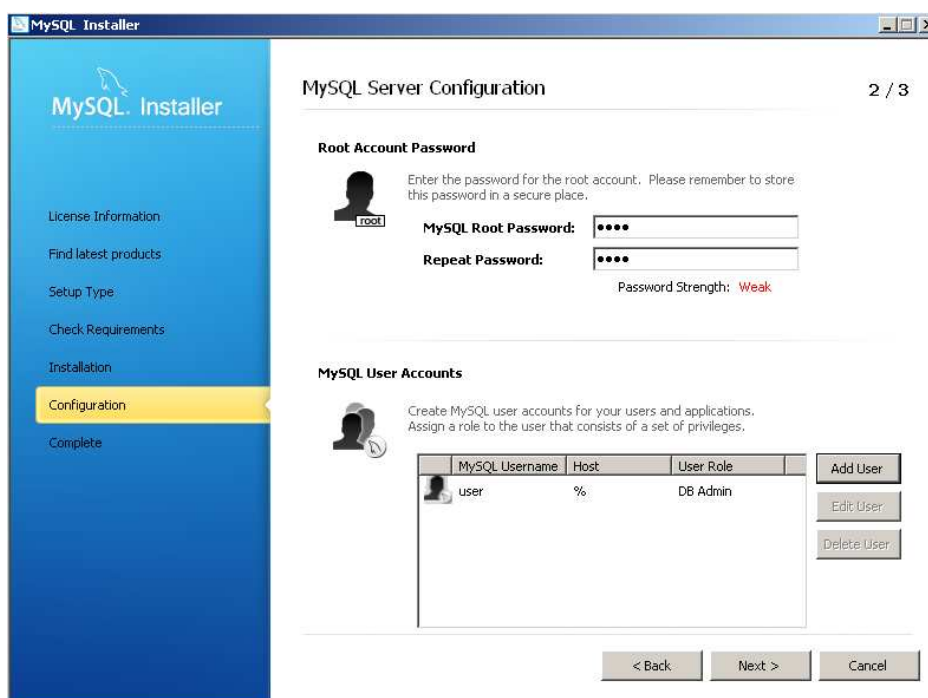 MySQL Installer
MySQL. Installer
License Information
Find latest products
Setup Type
Check Requirements
Installation
Configuration
Complete
MySQL Server Configuration
2 / 3
Root Account Password
root
Enter the password for the root account. Please remember to store
this password in a secure place.
MySQL Root Password: ●●●●
Repeat Password: ●●●●
Password Strength: Weak
MySQL User Accounts
Create MySQL user accounts for your users and applications.
Assign a role to the user that consists of a set of privileges.
MySQL Username Host User Role
user % DB Admin
Add User
Edit User
Delete User
< Back Next > Cancel